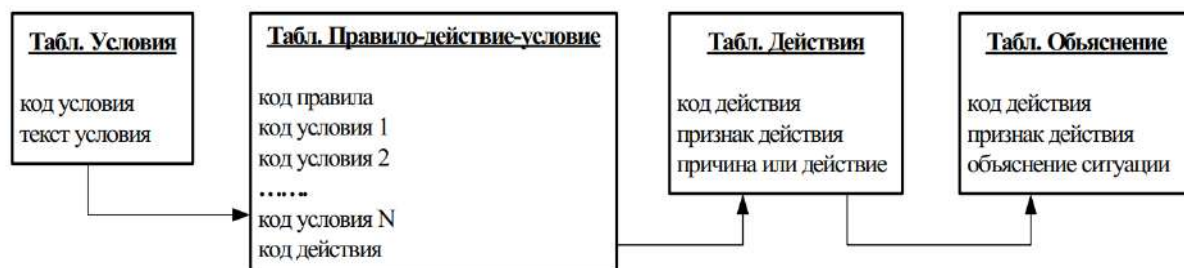 Табл. Условия
код условия
текст условия
Табл. Правило-действие-условие
код правила
код условия 1
код условия 2
…….
код условия N
код действия
Табл. Действия
код действия
признак действия
причина или действие
Табл. Обьяснение
код действия
признак действия
объяснение ситуации